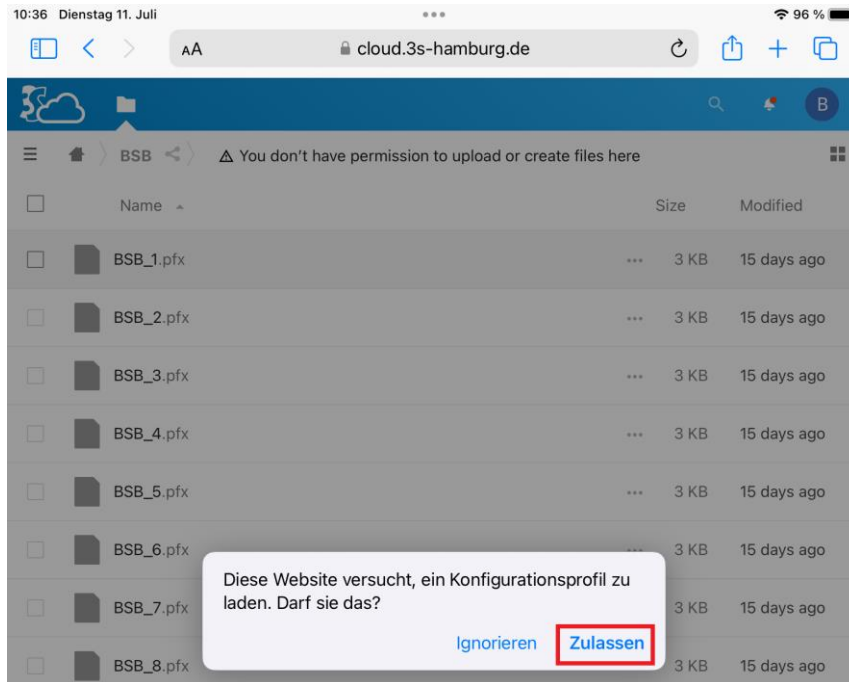 10:36 Dienstag 11. Juli
96 %
AA cloud.3s-hamburg.de
B
BSB ⚠ You don't have permission to upload or create files here
Name Size Modified
BSB_1.pfx ... 3 KB 15 days ago
BSB_2.pfx ... 3 KB 15 days ago
BSB_3.pfx ... 3 KB 15 days ago
BSB_4.pfx ... 3 KB 15 days ago
BSB_5.pfx ... 3 KB 15 days ago
BSB_6.pfx ... 3 KB 15 days ago
Diese Website versucht, ein Konfigurationsprofil zu
laden. Darf sie das?
BSB_7.pfx 3 KB 15 days ago
Ignorieren Zulassen
BSB_8.pfx 3 KB 15 days ago